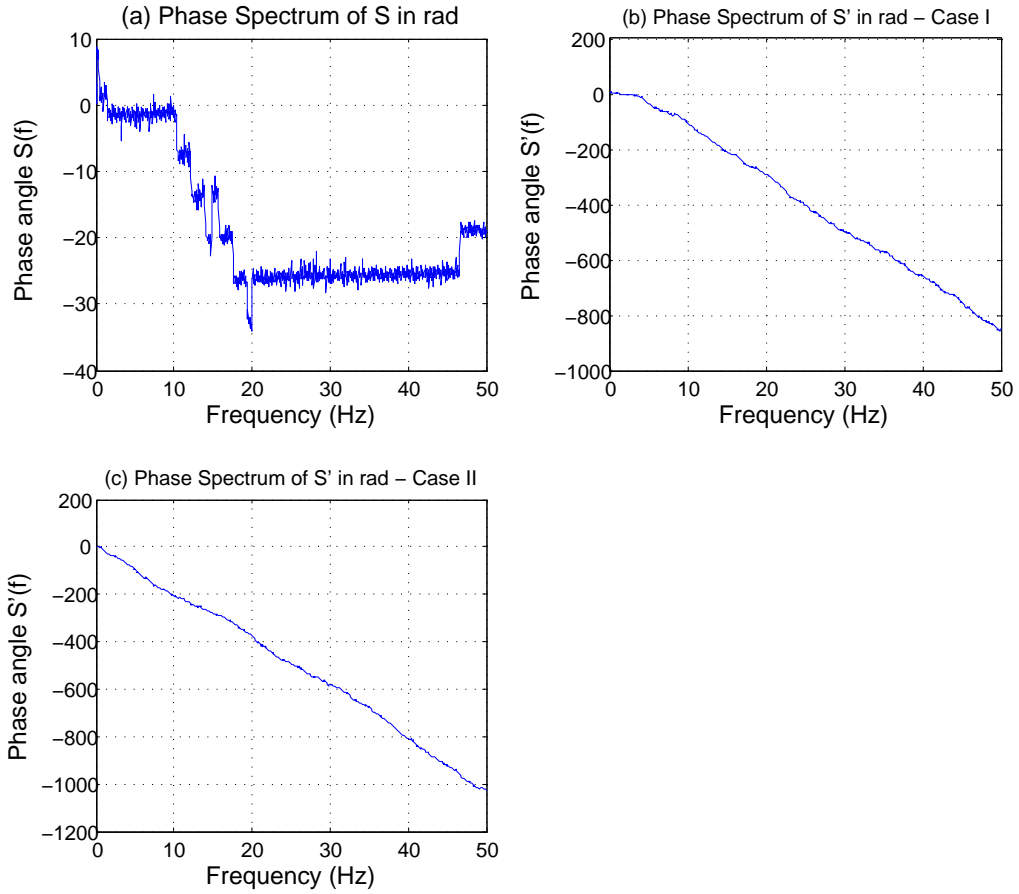 (a) Phase Spectrum of S in rad
10
0
−10
−20
−30
−40
0 10 20 30 40 50
Phase angle S(f)
Frequency (Hz)
(b) Phase Spectrum of S' in rad − Case I
200
0
−200
−400
−600
−800
−1000
0 10 20 30 40 50
Phase angle S'(f)
Frequency (Hz)
(c) Phase Spectrum of S' in rad − Case II
200
0
−200
−400
−600
−800
−1000
−1200
0 10 20 30 40 50
Phase angle S'(f)
Frequency (Hz)